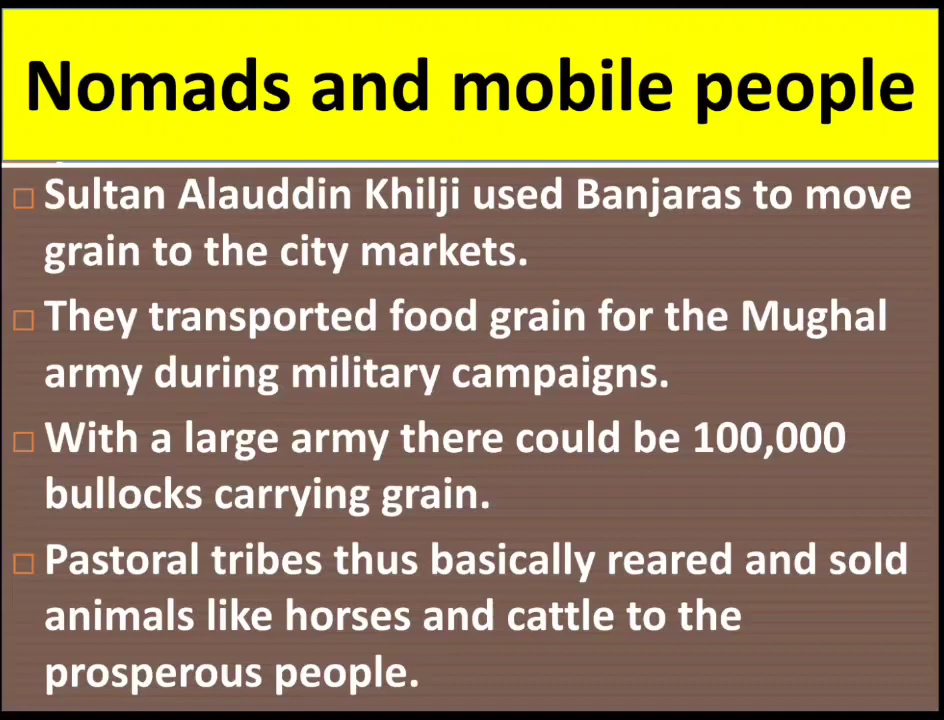 Nomads and mobile people
Sultan Alauddin Khilji used Banjaras to move
grain to the city markets.
They transported food grain for the Mughal
army during military campaigns.
With a large army there could be 100,000
bullocks carrying grain.
Pastoral tribes thus basically reared and sold
animals like horses and cattle to the
prosperous people.